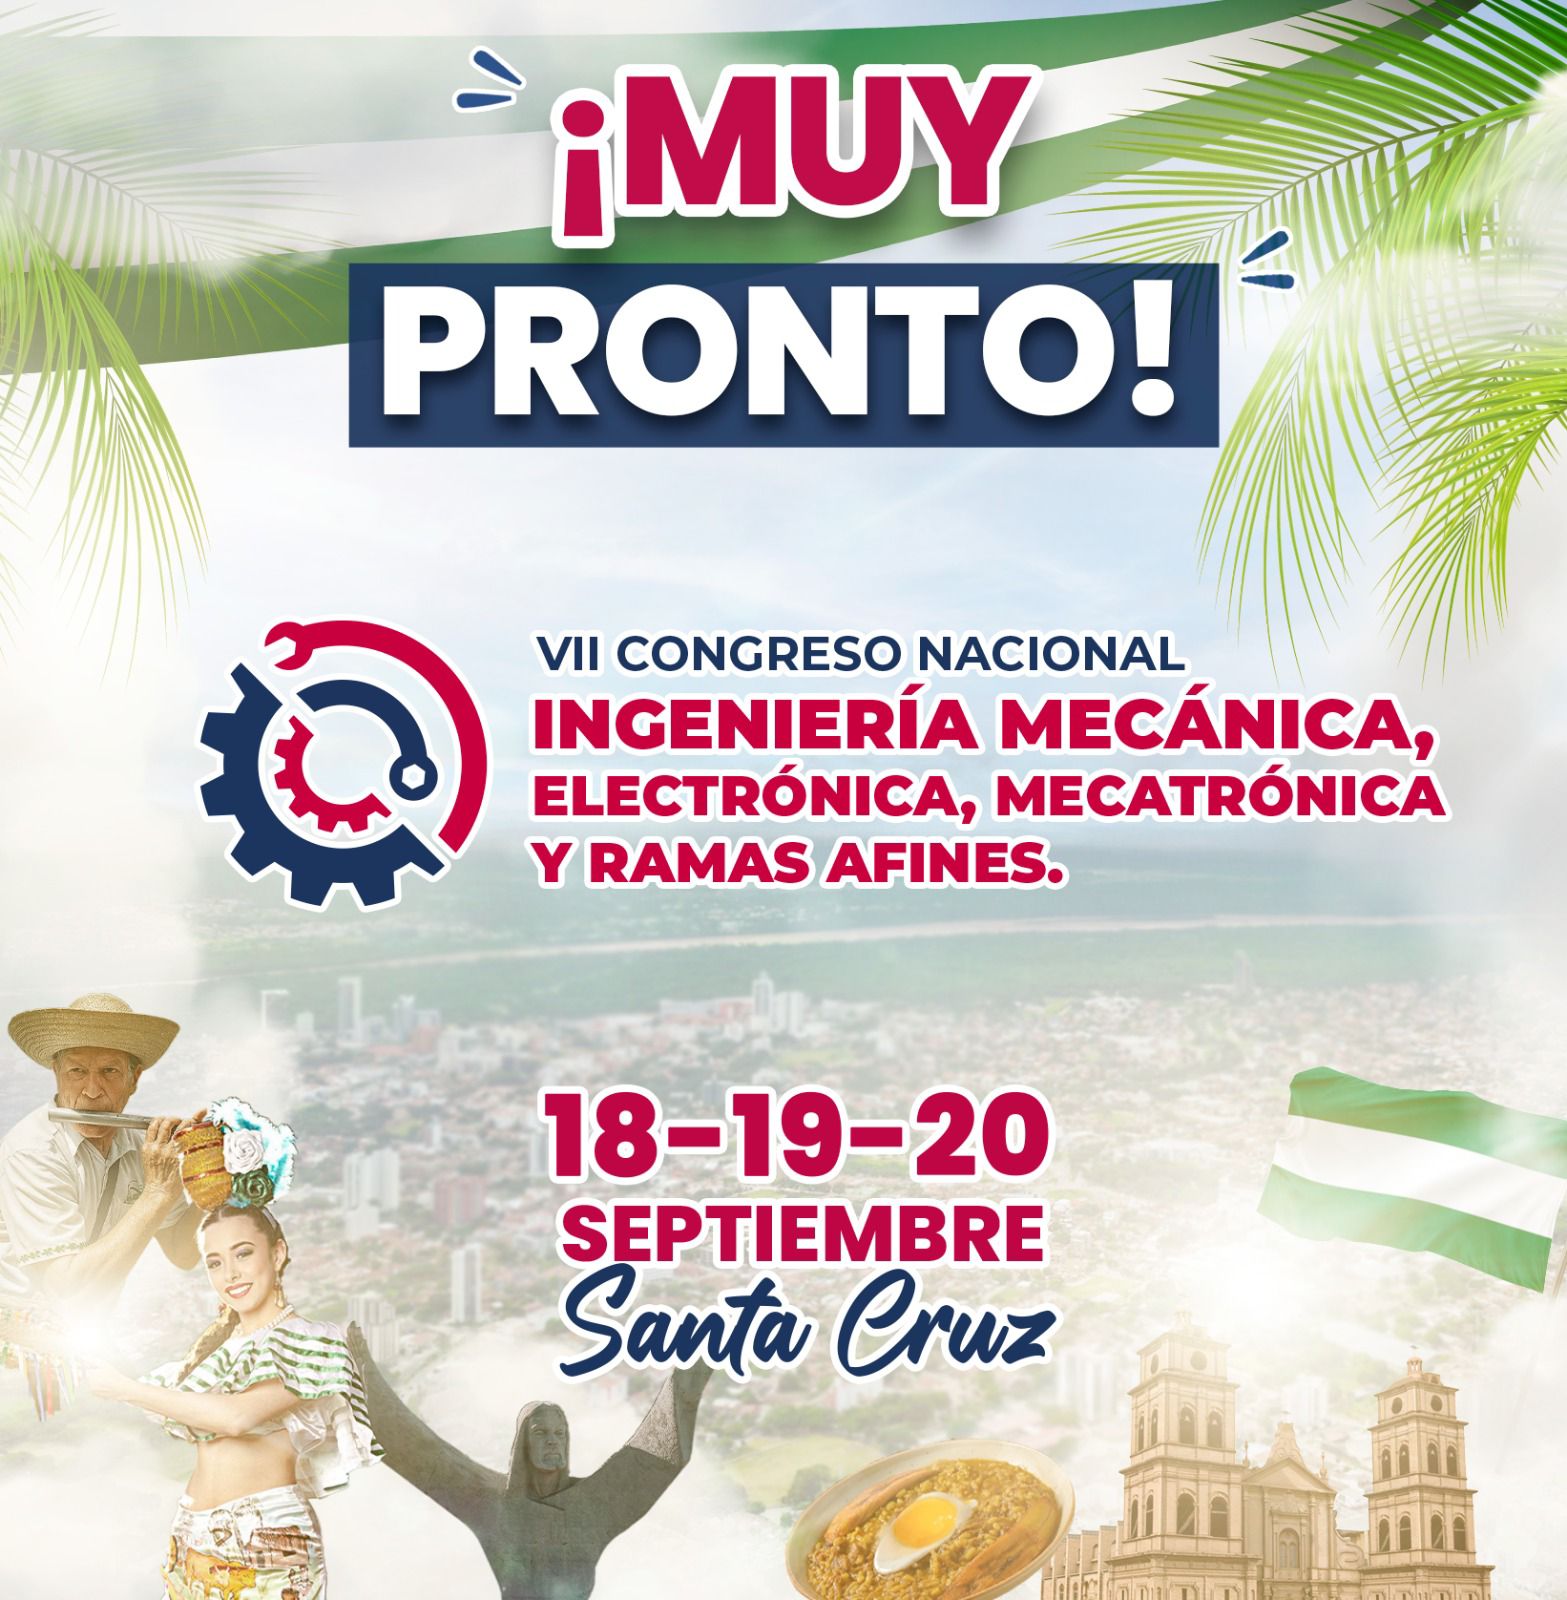 ¡MUY
PRONTO!
VII CONGRESO NACIONAL
INGENIERÍA MECÁNICA,
ELECTRÓNICA, MECATRÓNICA
Y RAMAS AFINES.
18-19-20
SEPTIEMBRE
Santa Cruz